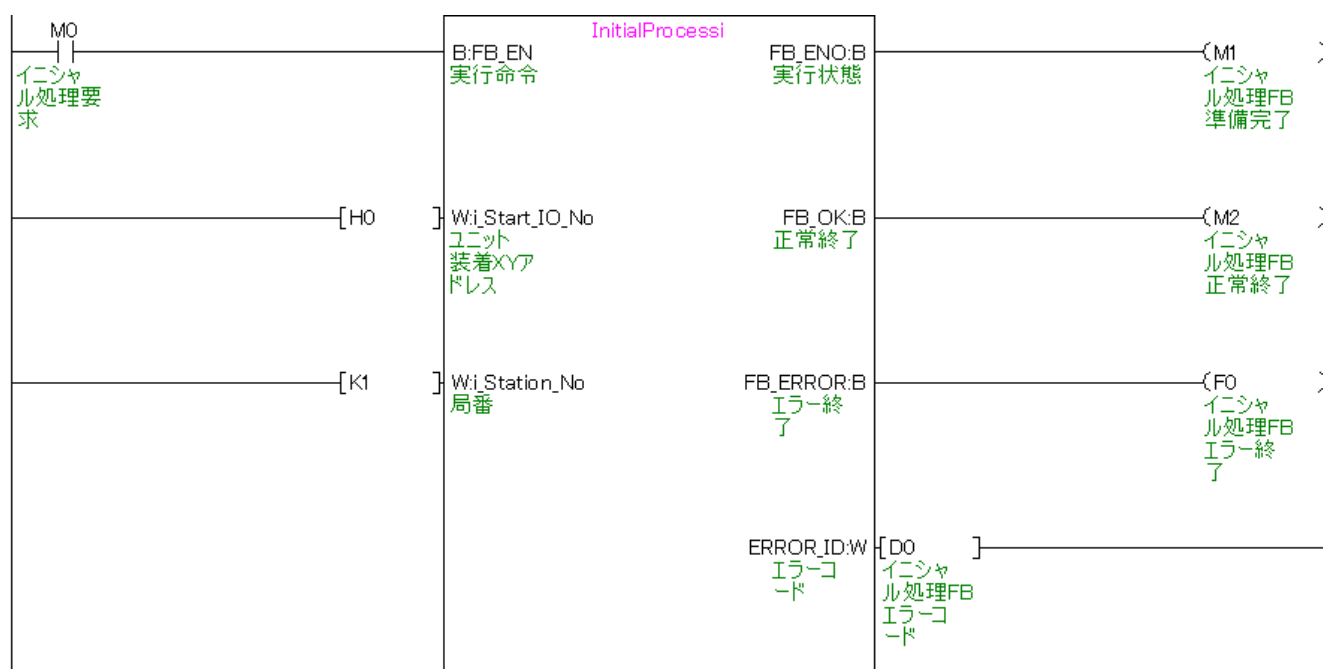 M0
InitialProcessi
B:FB_EN
FB_ENO:B
(M1 )
実行命令
実行状態
イニシャ
ル処理要
求
イニシャ
ル処理FB
準備完了
[H0 ]
W:i_Start_IO_No
FB_OK:B
(M2 )
ユニット
装着XYア
ドレス
正常終了
イニシャ
ル処理FB
正常終了
[K1 ]
W:i_Station_No
FB_ERROR:B
(F0 )
局番
エラー終
了
イニシャ
ル処理FB
エラー終
了
ERROR_ID:W
[D0 ]
エラーコ
ード
イニシャ
ル処理FB
エラーコ
ード